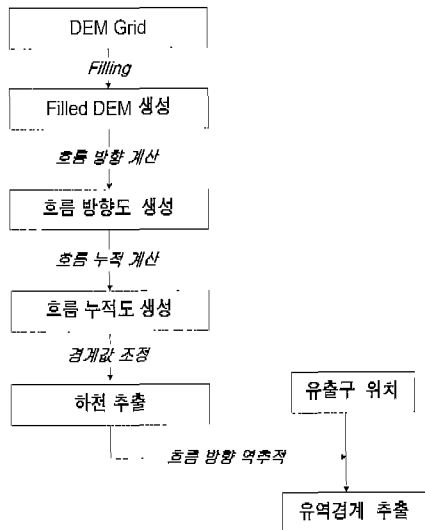 DEM Grid
Filling
Filled DEM 생성
흐름 방향 계산
흐름 방향도 생성
흐름 누적 계산
흐름 누적도 생성
경계값 조정
하천 추출
유출구 위치
흐름 방향 역추적
유역경계 추출